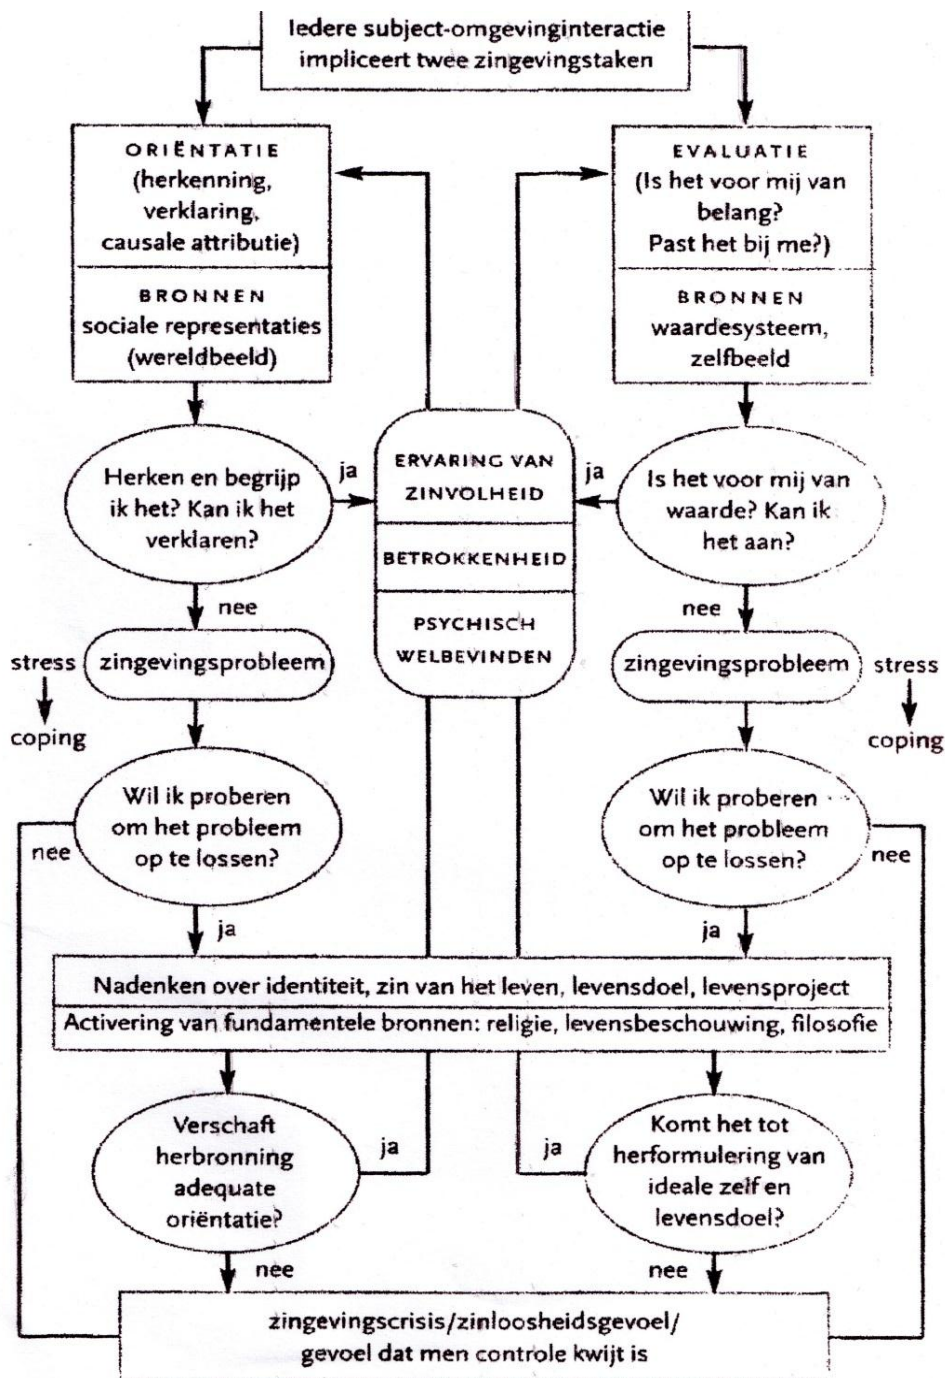 Iedere subject-omgevinginteractie
impliceert twee zingevingstaken
ORIËNTATIE
(herkenning,
verklaring,
causale attributie)
BRONNEN
sociale representaties
(wereldbeeld)
EVALUATIE
(Is het voor mij van
belang?
Past het bij me?)
BRONNEN
waardesysteem,
zelfbeeld
Herken en begrijp
ik het? Kan ik het
verklaren?
ja
ERVARING VAN
ZINVOLHEID
BETROKKENHEID
PSYCHISCH
WELBEVINDEN
ja
Is het voor mij van
waarde? Kan ik
het aan?
nee
nee
stress
coping
zingevingsprobleem
zingevingsprobleem
stress
coping
Wil ik proberen
om het probleem
op te lossen?
nee
ja
Wil ik proberen
om het probleem
op te lossen?
nee
ja
Nadenken over identiteit, zin van het leven, levensdoel, levensproject
Activering van fundamentele bronnen: religie, levensbeschouwing, filosofie
Verschaft
herbronning
adequate
oriëntatie?
ja
ja
Komt het tot
herformulering van
ideale zelf en
levensdoel?
nee
nee
zingevingscrisis/zinloosheidsgevoel/
gevoel dat men controle kwijt is